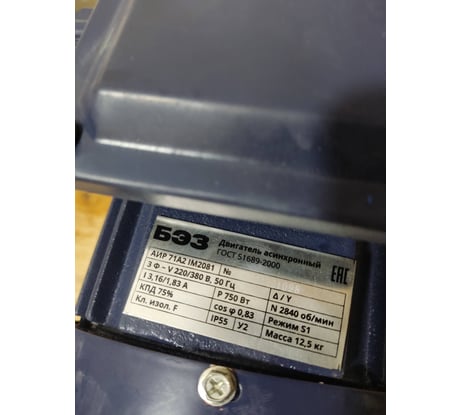 БЭЗ
Двигатель асинхронный
ГОСТ 51689-2000
АИР 71А2 IM2081 №
3 Ф ~ V 220/380 В, 50 Гц Δ / Y
I 3,16/1,83 А P 750 Вт N 2840 об/мин
КПД 75% cos φ 0,83 Режим S1
Кл. изол. F IP55 У2 Масса 12,5 кг
EAC